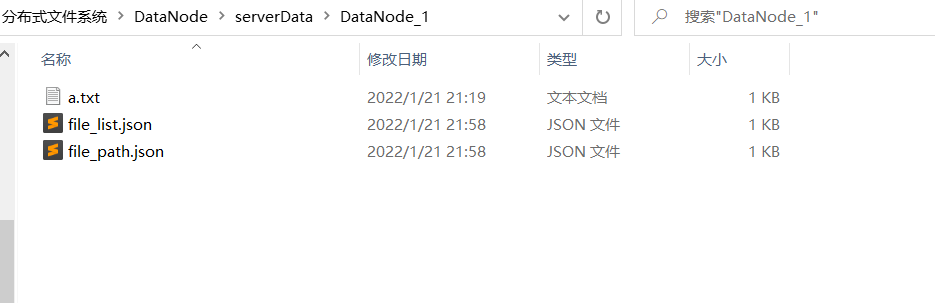 分布式文件系统 > DataNode > serverData > DataNode_1 搜索"DataNode_1"
名称 修改日期 类型 大小
a.txt 2022/1/21 21:19 文本文档 1 KB
file_list.json 2022/1/21 21:58 JSON 文件 1 KB
file_path.json 2022/1/21 21:58 JSON 文件 1 KB